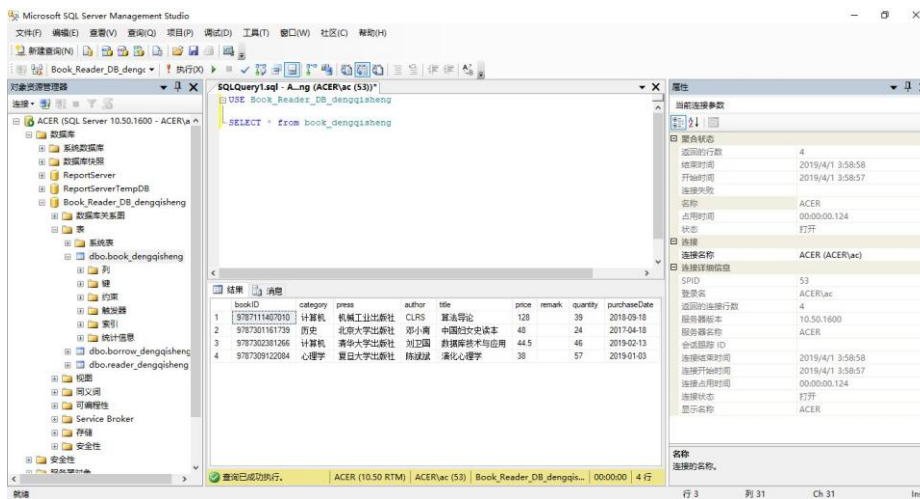 Microsoft SQL Server Management Studio
文件(F) 编辑(E) 查看(V) 查询(Q) 项目(P) 调试(D) 工具(T) 窗口(W) 社区(C) 帮助(H)
新建查询(N)
Book_Reader_DB_dengc 执行(X)
对象资源管理器
连接
ACER (SQL Server 10.50.1600 - ACER\a
数据库
系统数据库
数据库快照
ReportServer
ReportServerTempDB
Book_Reader_DB_dengqisheng
数据库关系图
表
系统表
dbo.book_dengqisheng
列
键
约束
触发器
索引
统计信息
dbo.borrow_dengqisheng
dbo.reader_dengqisheng
视图
同义词
可编程性
Service Broker
存储
安全性
安全性
服务器对象
SQLQuery1.sql - A...ng (ACER\ac (53))*
USE Book_Reader_DB_dengqisheng
SELECT * from book_dengqisheng
结果 消息
bookID category press author title price remark quantity purchaseDate
1 9787111407010 计算机 机械工业出版社 CLRS 算法导论 128 39 2018-09-18
2 9787301161739 历史 北京大学出版社 邓小南 中国妇女史读本 48 24 2017-04-18
3 9787302381266 计算机 清华大学出版社 刘卫国 数据库技术与应用 44.5 46 2019-02-13
4 9787309122084 心理学 复旦大学出版社 陈斌斌 演化心理学 38 57 2019-01-03
查询已成功执行。 ACER (10.50 RTM) ACER\ac (53) Book_Reader_DB_dengqis... 00:00:00 4 行
属性
当前连接参数
聚合状态
返回的行数 4
结束时间 2019/4/1 3:58:58
开始时间 2019/4/1 3:58:57
连接失败
名称 ACER
占用时间 00:00:00.124
状态 打开
连接
连接名称 ACER (ACER\ac)
连接详细信息
SPID 53
登录名 ACER\ac
返回的连接行数 4
服务器版本 10.50.1600
服务器名称 ACER
会话跟踪 ID
连接结束时间 2019/4/1 3:58:58
连接开始时间 2019/4/1 3:58:57
连接占用时间 00:00:00.124
连接状态 打开
显示名称 ACER
名称
连接的名称。
就绪 行 3 列 31 Ch 31 Ins